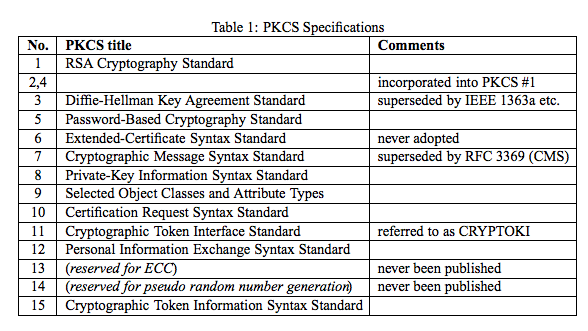 Table 1: PKCS Specifications
No. PKCS title Comments
1 RSA Cryptography Standard
2,4 incorporated into PKCS #1
3 Diffie-Hellman Key Agreement Standard superseded by IEEE 1363a etc.
5 Password-Based Cryptography Standard
6 Extended-Certificate Syntax Standard never adopted
7 Cryptographic Message Syntax Standard superseded by RFC 3369 (CMS)
8 Private-Key Information Syntax Standard
9 Selected Object Classes and Attribute Types
10 Certification Request Syntax Standard
11 Cryptographic Token Interface Standard referred to as CRYPTOKI
12 Personal Information Exchange Syntax Standard
13 (reserved for ECC) never been published
14 (reserved for pseudo random number generation) never been published
15 Cryptographic Token Information Syntax Standard